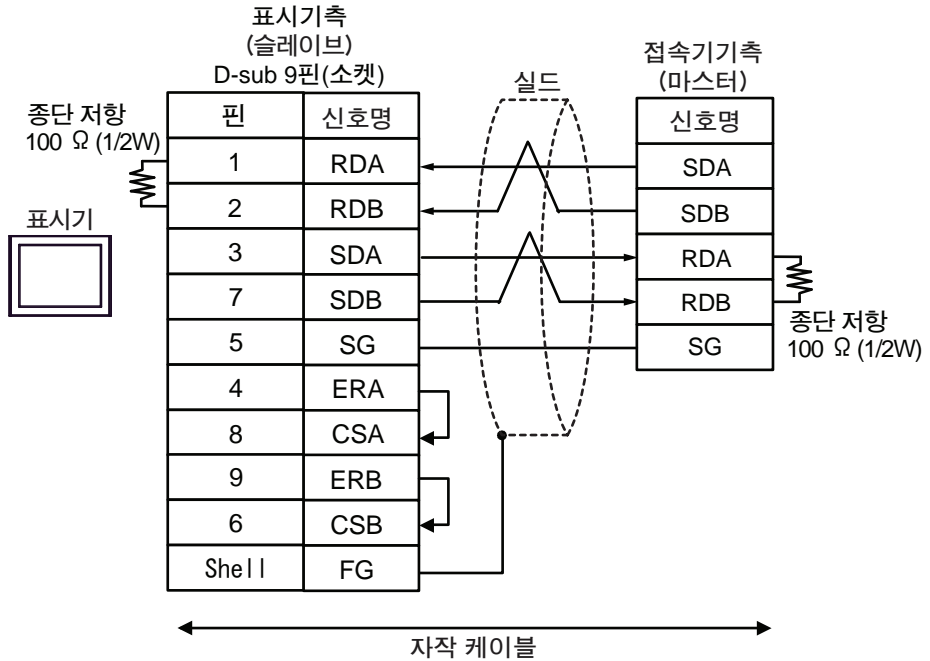 표시기측
(슬레이브)
D-sub 9핀(소켓)
접속기기측
(마스터)
실드
종단 저항
100 Ω (1/2W)
표시기
핀 신호명
1 RDA
2 RDB
3 SDA
7 SDB
5 SG
4 ERA
8 CSA
9 ERB
6 CSB
Shell FG
신호명
SDA
SDB
RDA
RDB
SG
종단 저항
100 Ω (1/2W)
자작 케이블